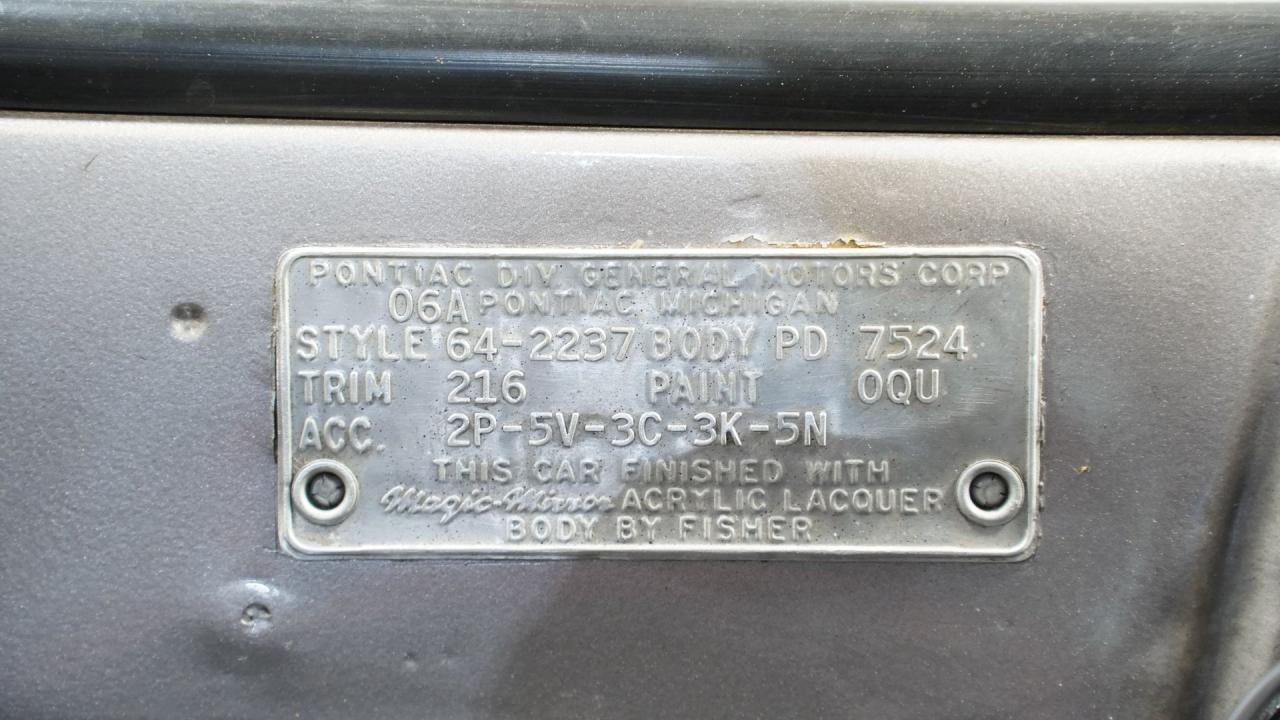 PONTIAC DIV GENERAL MOTORS CORP
06A PONTIAC MICHIGAN
STYLE 64-2237 BODY PD 7524
TRIM 216 PAINT 0QU
ACC. 2P-5V-3C-3K-5N
THIS CAR FINISHED WITH
Magic-Mirror ACRYLIC LACQUER
BODY BY FISHER